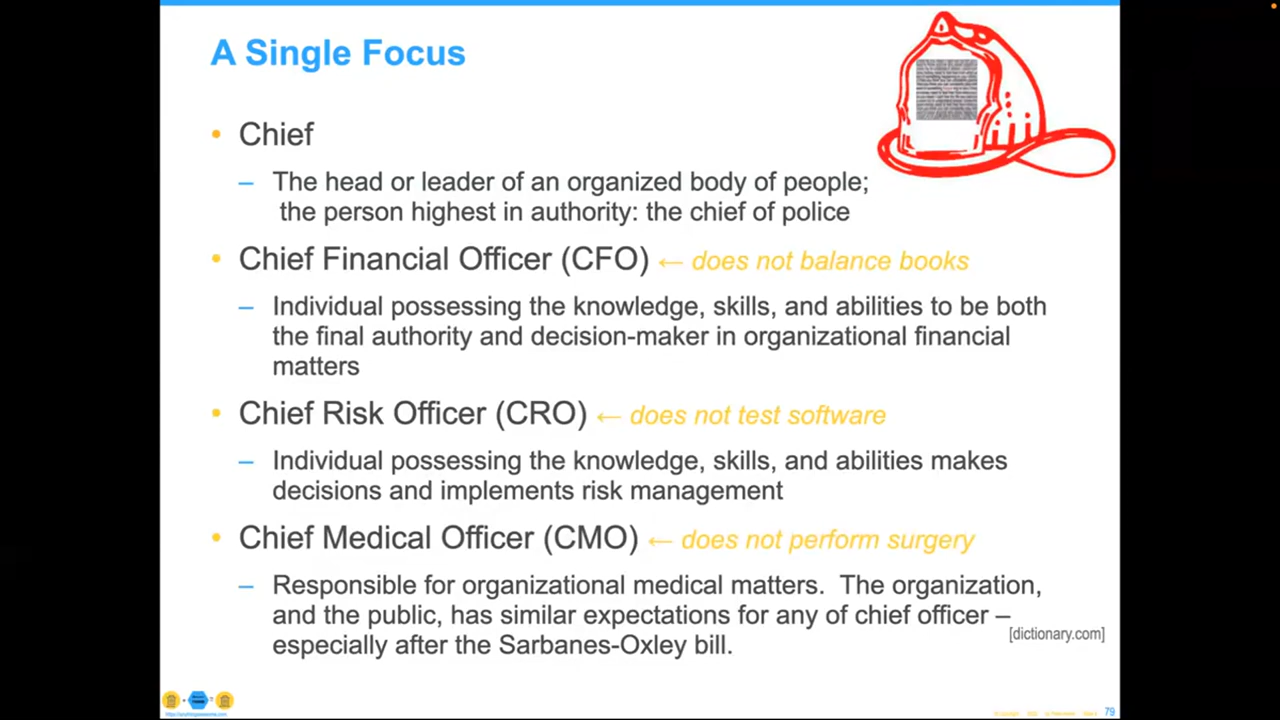 A Single Focus
• Chief
– The head or leader of an organized body of people;
the person highest in authority: the chief of police
• Chief Financial Officer (CFO) ← does not balance books
– Individual possessing the knowledge, skills, and abilities to be both
the final authority and decision-maker in organizational financial
matters
• Chief Risk Officer (CRO) ← does not test software
– Individual possessing the knowledge, skills, and abilities makes
decisions and implements risk management
• Chief Medical Officer (CMO) ← does not perform surgery
– Responsible for organizational medical matters. The organization,
and the public, has similar expectations for any of chief officer –
especially after the Sarbanes-Oxley bill.
[dictionary.com]
79